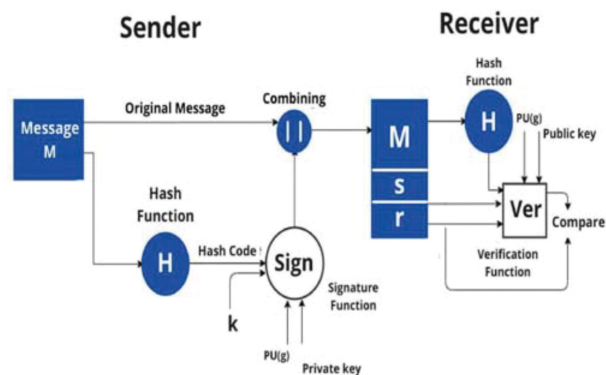 Sender
Receiver
Message
M
Original Message
Combining
||
Hash
Function
H
Hash Code
k
Sign
Signature
Function
PU(g)
Private key
M
s
r
Hash
Function
H
PU(g)
Public key
Ver
Compare
Verification
Function